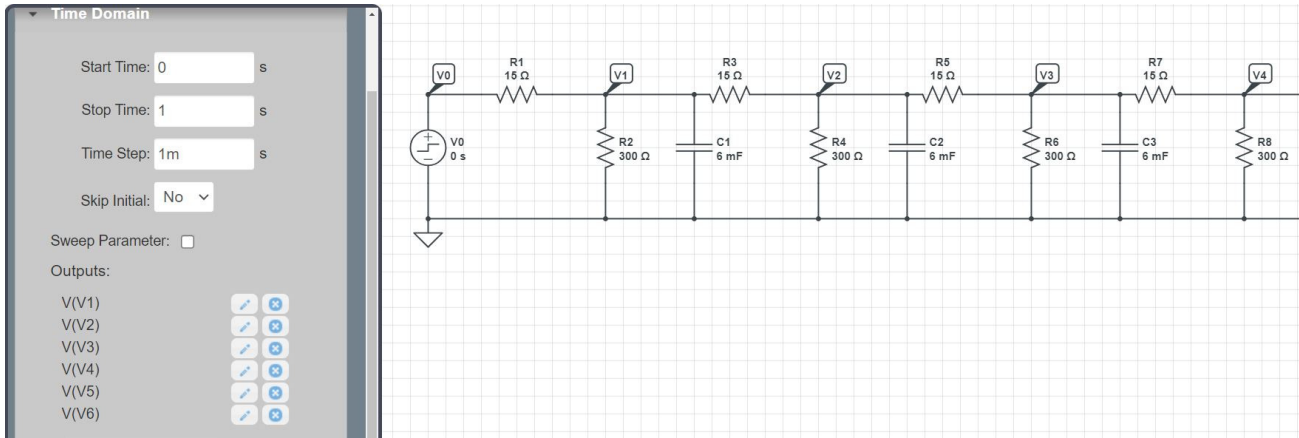 Time Domain
Start Time: 0 s
Stop Time: 1 s
Time Step: 1m s
Skip Initial: No
Sweep Parameter:
Outputs:
V(V1)
V(V2)
V(V3)
V(V4)
V(V5)
V(V6)
V0
R1
15 Ω
V1
R3
15 Ω
V2
R5
15 Ω
V3
R7
15 Ω
V4
V0
0 s
R2
300 Ω
C1
6 mF
R4
300 Ω
C2
6 mF
R6
300 Ω
C3
6 mF
R8
300 Ω